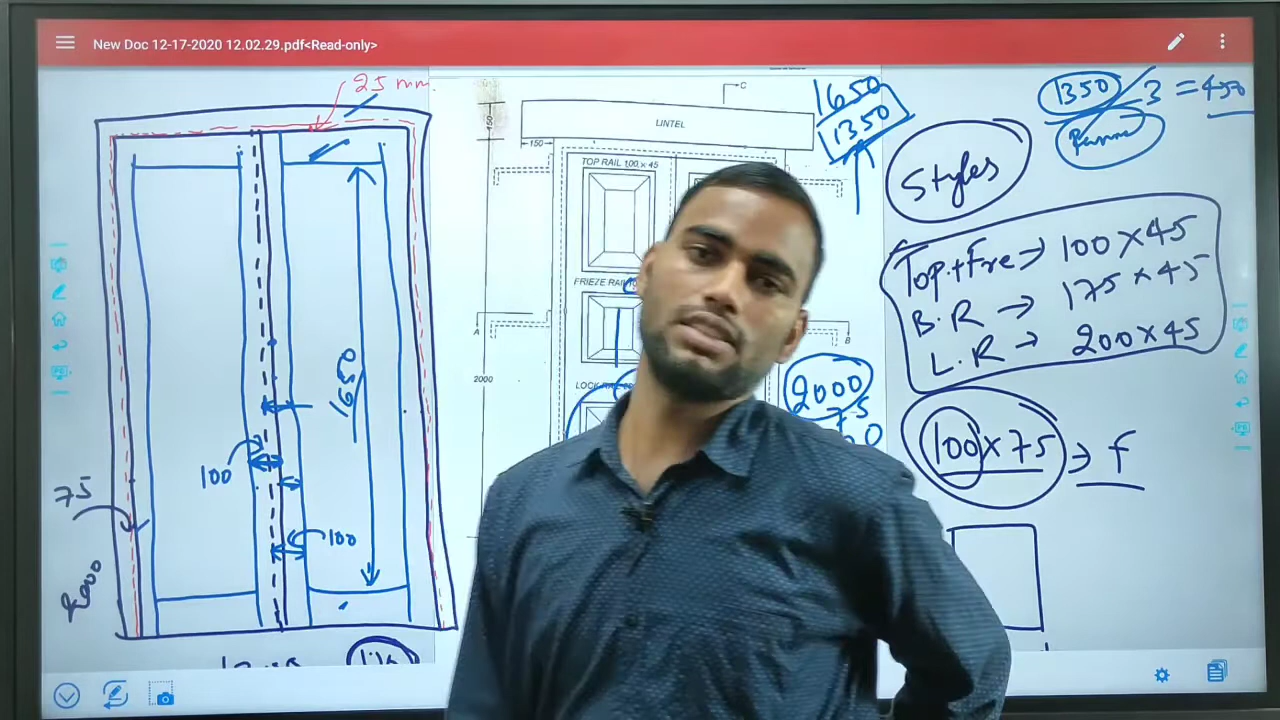 New Doc 12-17-2020 12.02.29.pdf<Read-only>
25 mm
1650
100
100
75
2000
150
LINTEL
150
C
TOP RAIL 100 x 45
FRIEZE RAIL
LOCK RAIL
A
B
2000
1650
1350
2000
75
1350/3 = 450
Styles
Top + Fre → 100 x 45
B.R → 175 x 45
L.R → 200 x 45
100 x 75 → f